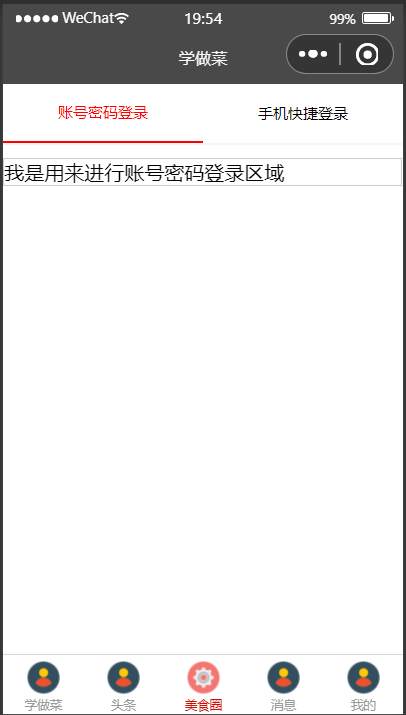 WeChat 19:54 99%
学做菜
账号密码登录 手机快捷登录
我是用来进行账号密码登录区域
学做菜 头条 美食圈 消息 我的